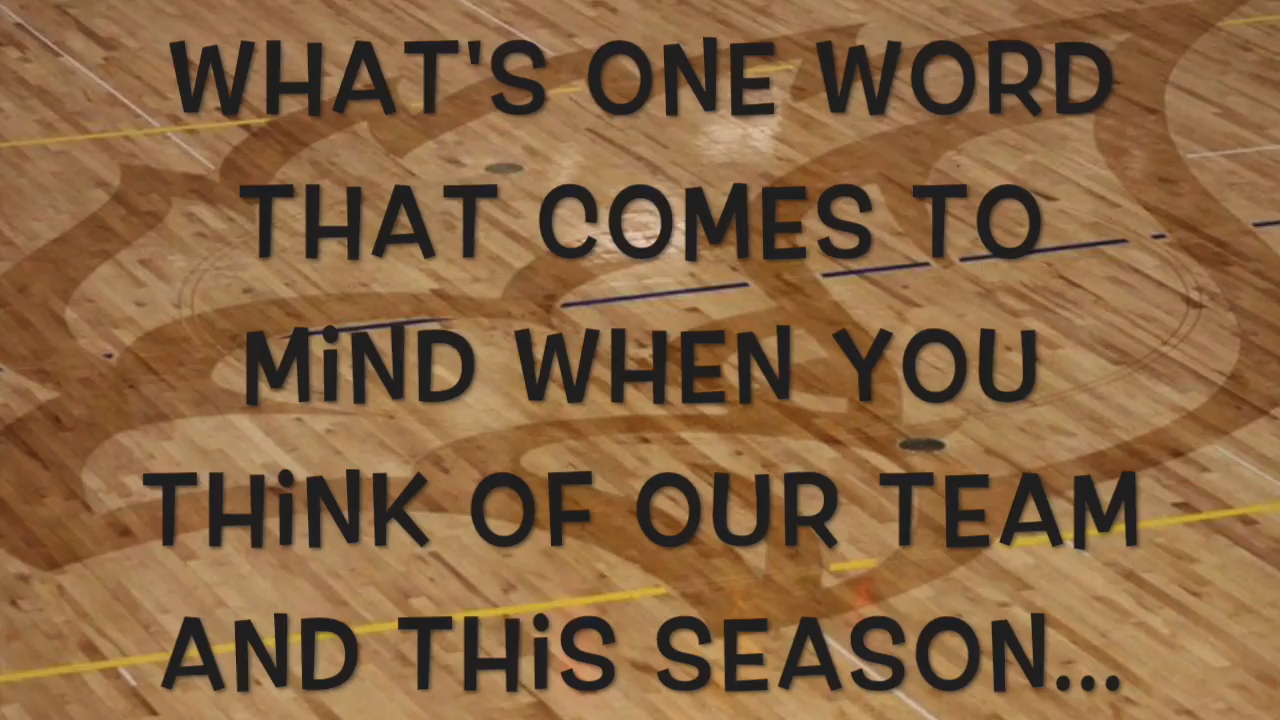 WHAT'S ONE WORD
THAT COMES TO
MiND WHEN YOU
THiNK OF OUR TEAM
AND THiS SEASON...